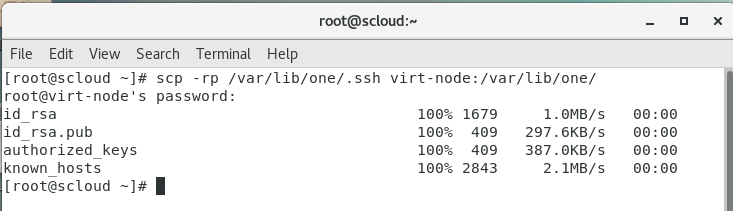 root@scloud:~
File Edit View Search Terminal Help
[root@scloud ~]# scp -rp /var/lib/one/.ssh virt-node:/var/lib/one/
root@virt-node's password:
id_rsa 100% 1679 1.0MB/s 00:00
id_rsa.pub 100% 409 297.6KB/s 00:00
authorized_keys 100% 409 387.0KB/s 00:00
known_hosts 100% 2843 2.1MB/s 00:00
[root@scloud ~]#